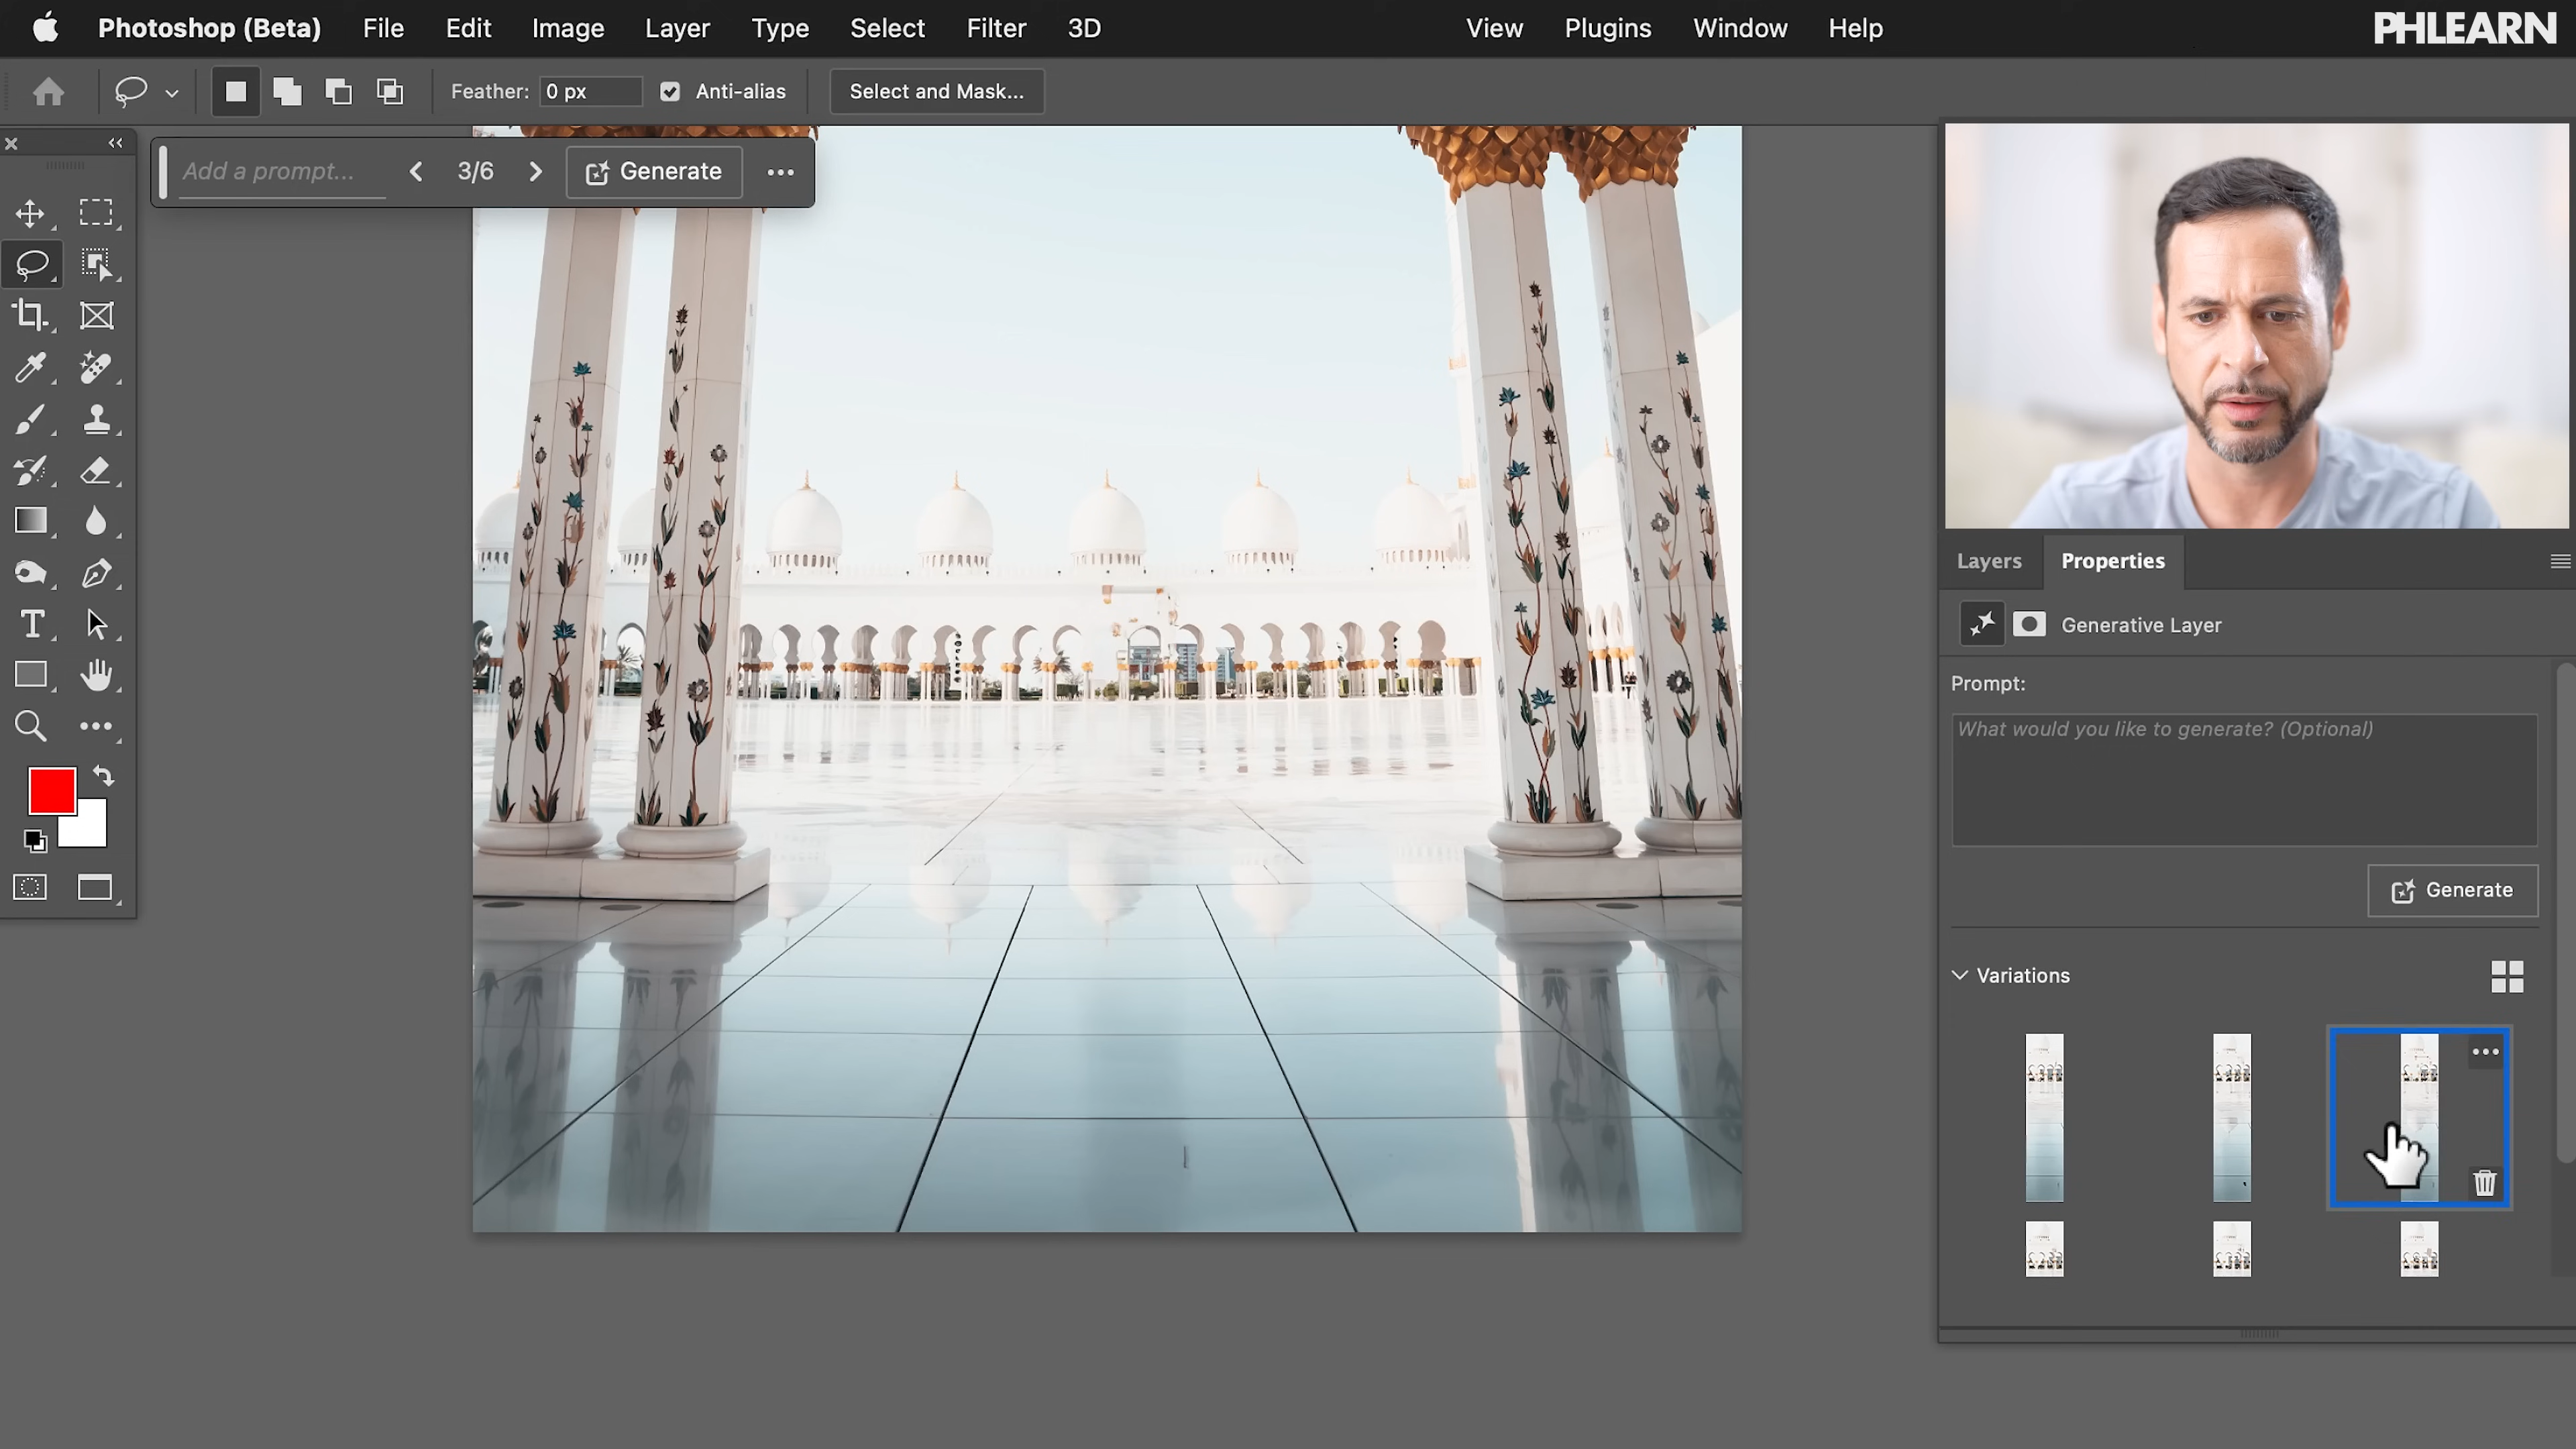 Photoshop (Beta) File Edit Image Layer Type Select Filter 3D View Plugins Window Help PHLEARN
Feather: 0 px Anti-alias Select and Mask...
Add a prompt... 3/6 Generate
Layers Properties
Generative Layer
Prompt:
What would you like to generate? (Optional)
Generate
Variations